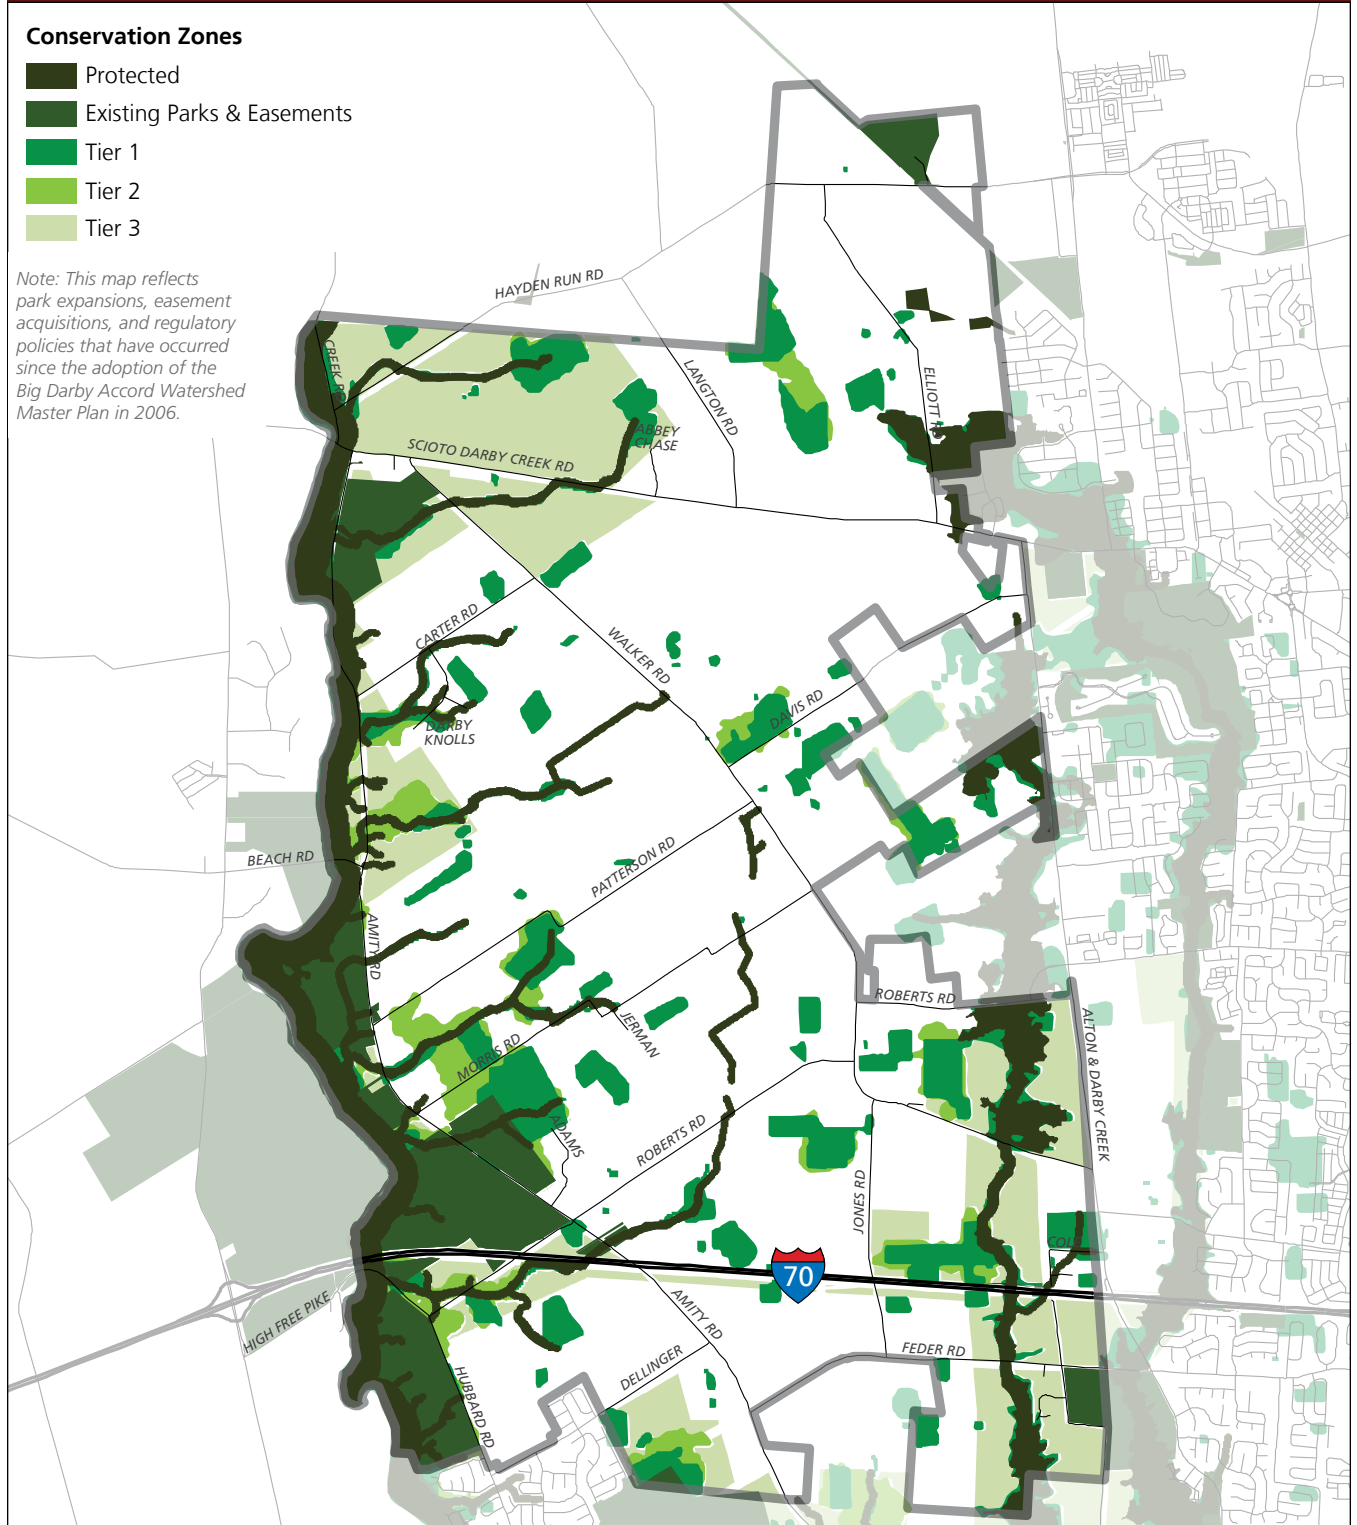 Conservation Zones
Protected
Existing Parks & Easements
Tier 1
Tier 2
Tier 3
Note: This map reflects
park expansions, easement
acquisitions, and regulatory
policies that have occurred
since the adoption of the
Big Darby Accord Watershed
Master Plan in 2006.
HAYDEN RUN RD
CREEK RD
LANGTON RD
ELLIOTT RD
ABBEY
CHASE
SCIOTO DARBY CREEK RD
CARTER RD
WALKER RD
DAVIS RD
DARBY
KNOLLS
BEACH RD
PATTERSON RD
AMITY RD
ROBERTS RD
JERMAN
MORRIS RD
ALTON & DARBY CREEK
ADAMS
ROBERTS RD
JONES RD
COLE
70
HIGH FREE PIKE
AMITY RD
FEDER RD
DELLINGER
HUBBARD RD